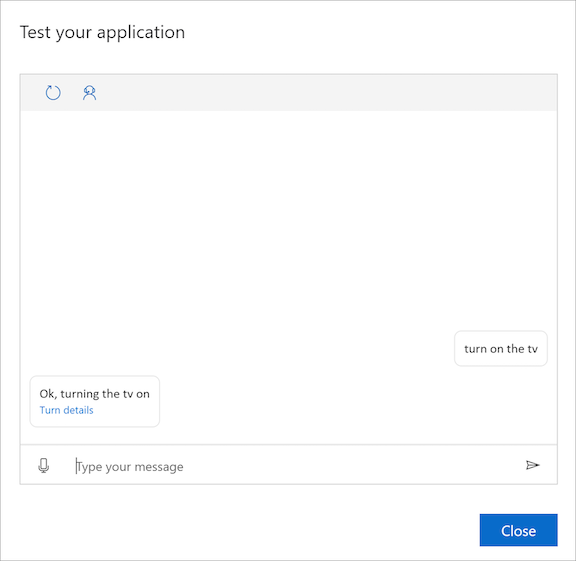 Test your application
turn on the tv
Ok, turning the tv on
Turn details
Type your message
Close